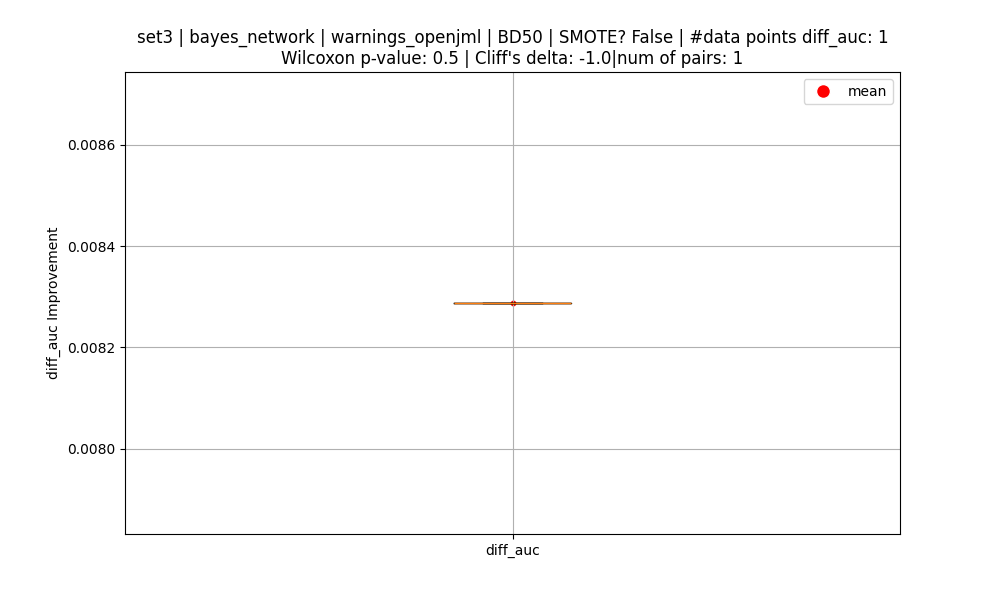 set3 | bayes_network | warnings_openjml | BD50 | SMOTE? False | #data points diff_auc: 1
Wilcoxon p-value: 0.5 | Cliff's delta: -1.0|num of pairs: 1
mean
0.0086
0.0084
0.0082
0.0080
diff_auc Improvement
diff_auc